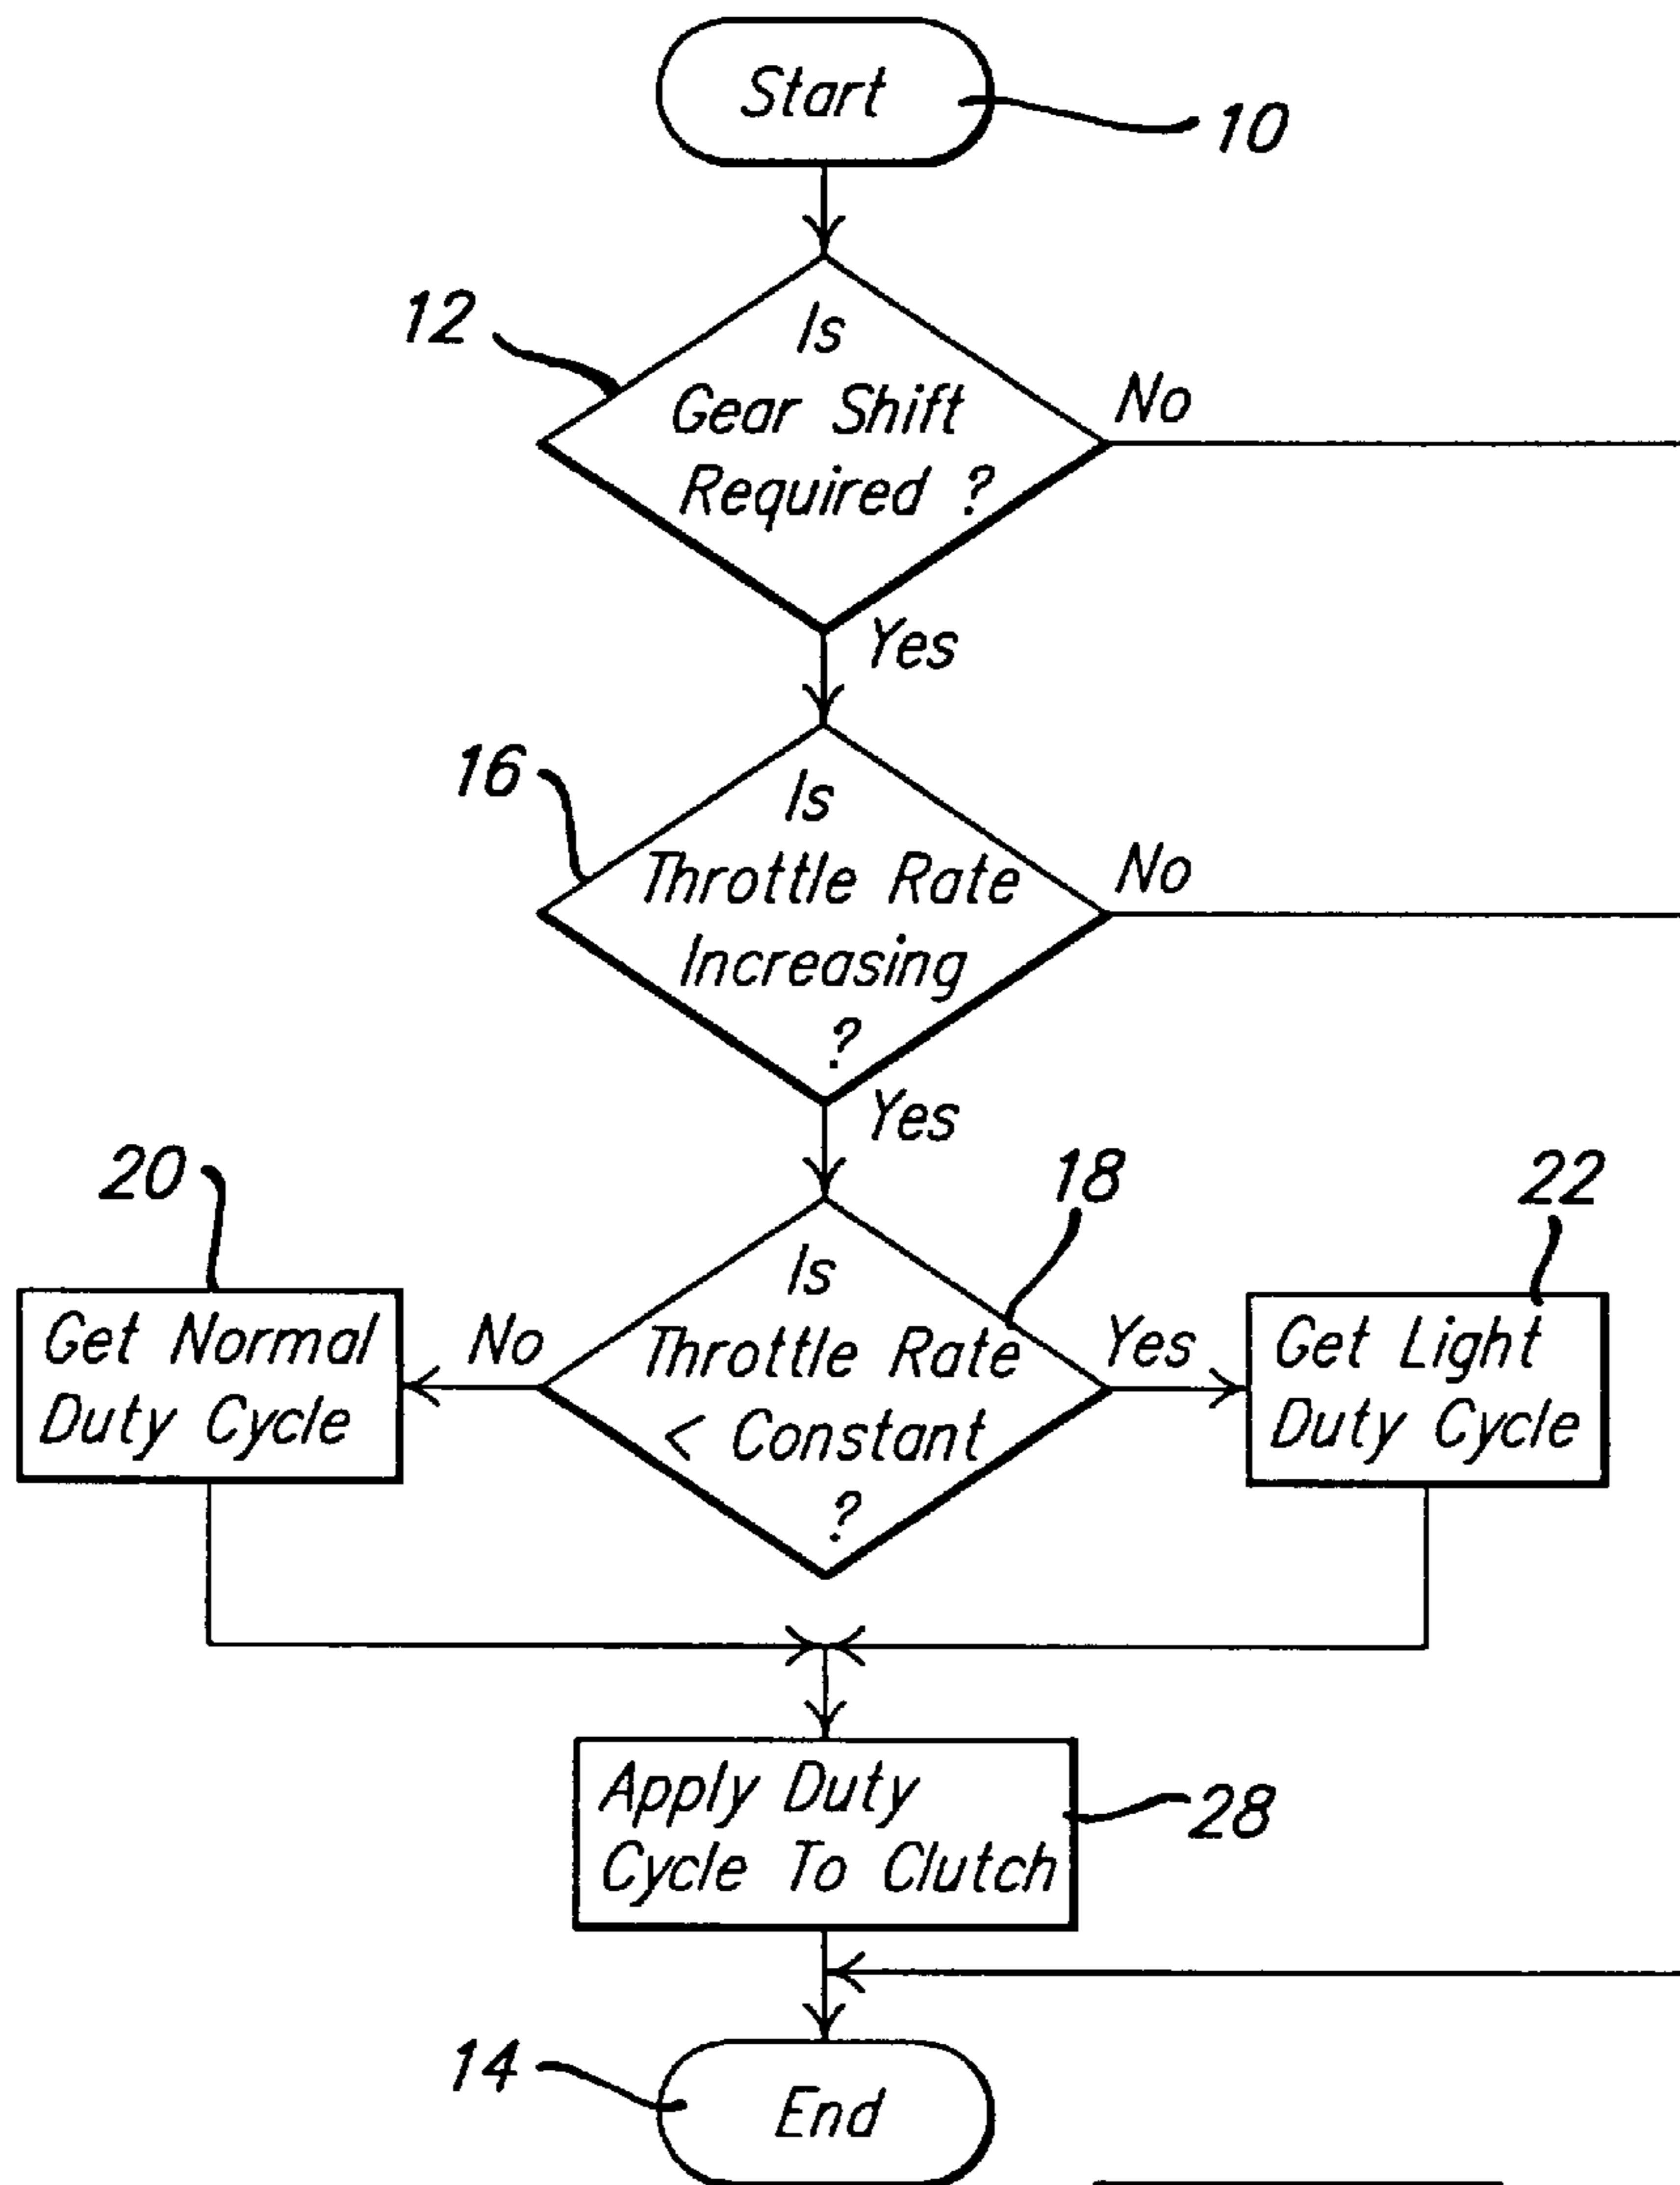 Start
10
12
Is
Gear Shift
Required ?
No
Yes
16
Is
Throttle Rate
Increasing
?
No
Yes
20
18
22
Get Normal
Duty Cycle
No
Is
Throttle Rate
< Constant
?
Yes
Get Light
Duty Cycle
Apply Duty
Cycle To Clutch
28
14
End